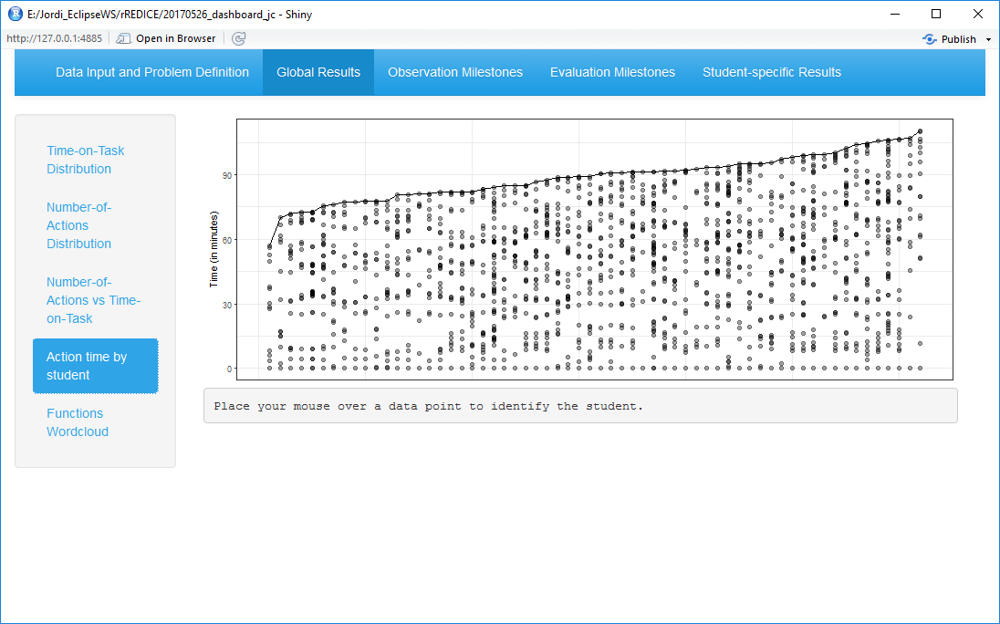 E:/Jordi_EclipseWS/rREDICE/20170526_dashboard_jc - Shiny
http://127.0.0.1:4885 Open in Browser Publish
Data Input and Problem Definition Global Results Observation Milestones Evaluation Milestones Student-specific Results
Time-on-Task
Distribution
Number-of-
Actions
Distribution
Number-of-
Actions vs Time-
on-Task
Action time by
student
Functions
Wordcloud
Time (in minutes)
90
60
30
0
Place your mouse over a data point to identify the student.